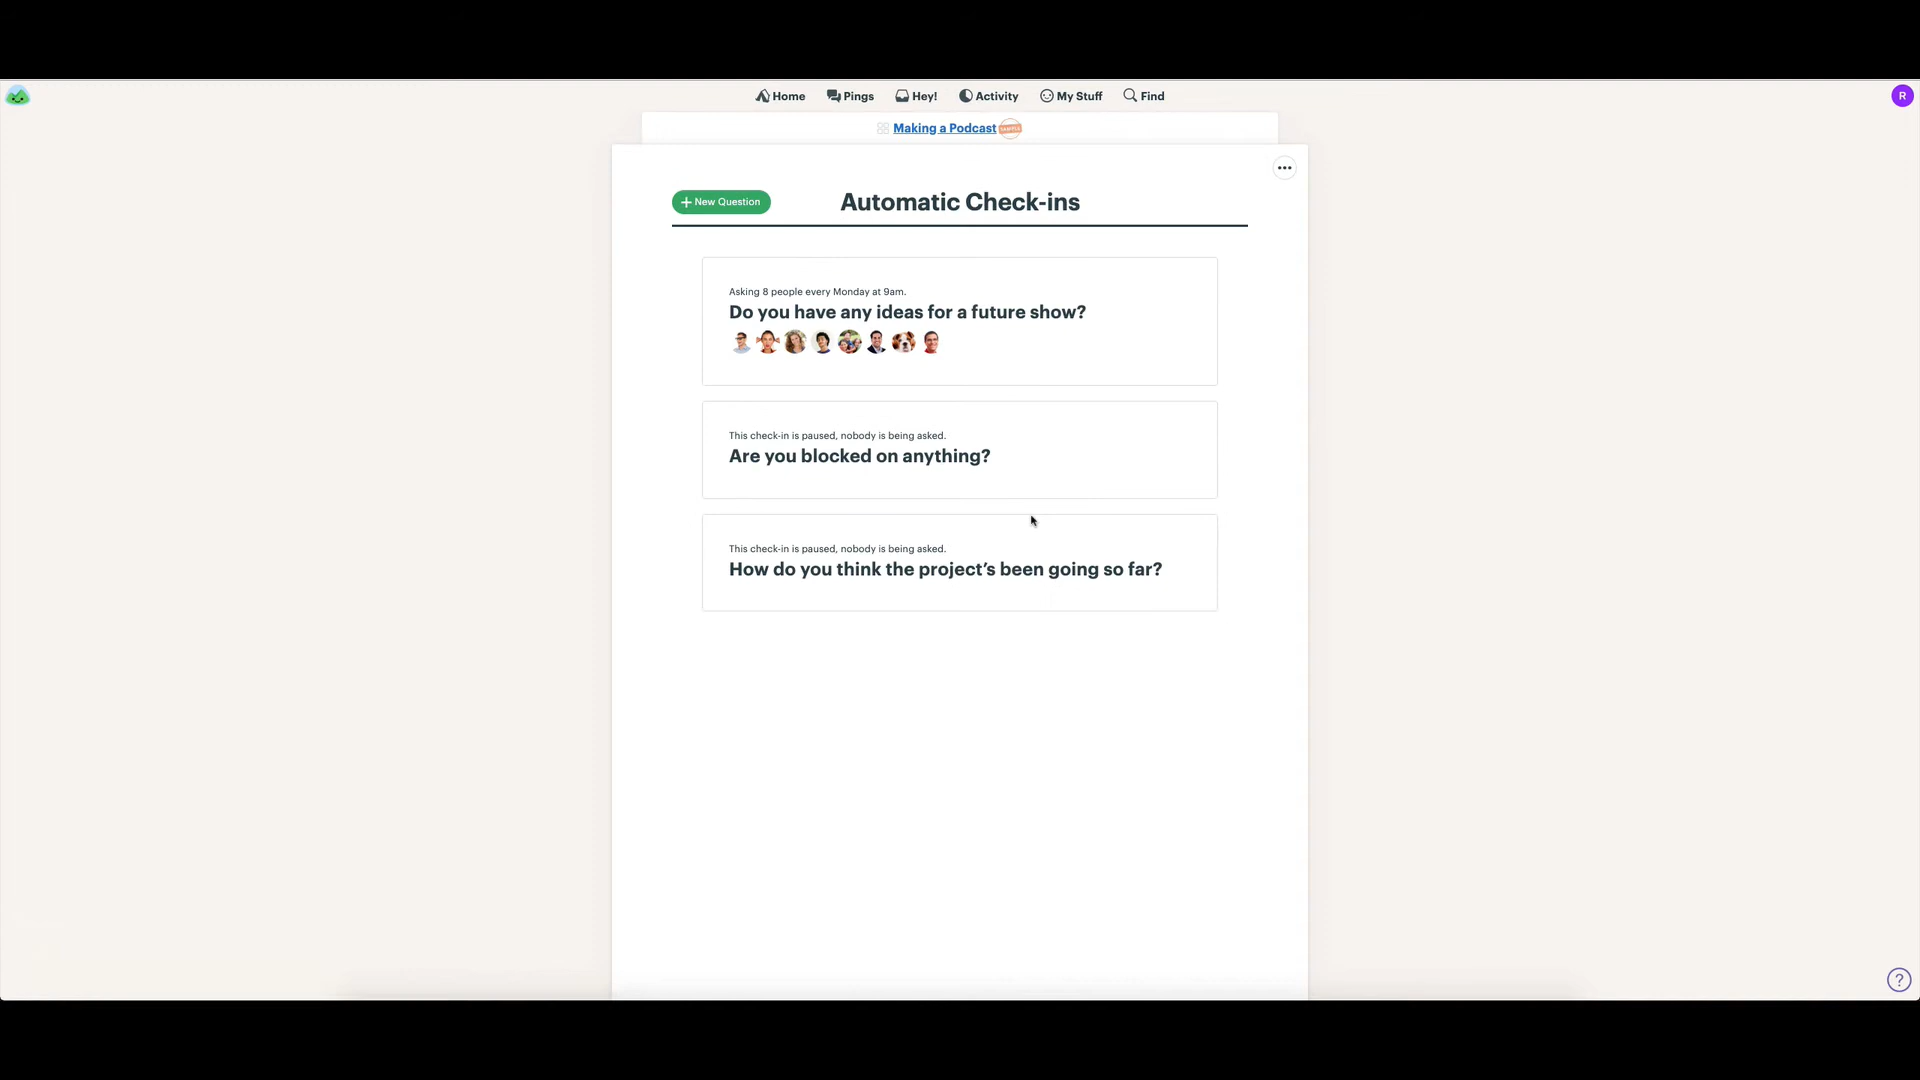 Home Pings Hey! Activity My Stuff Find
R
Making a Podcast SAMPLE
New Question
Automatic Check-ins
Asking 8 people every Monday at 9am.
Do you have any ideas for a future show?
This check-in is paused, nobody is being asked.
Are you blocked on anything?
This check-in is paused, nobody is being asked.
How do you think the project’s been going so far?
?